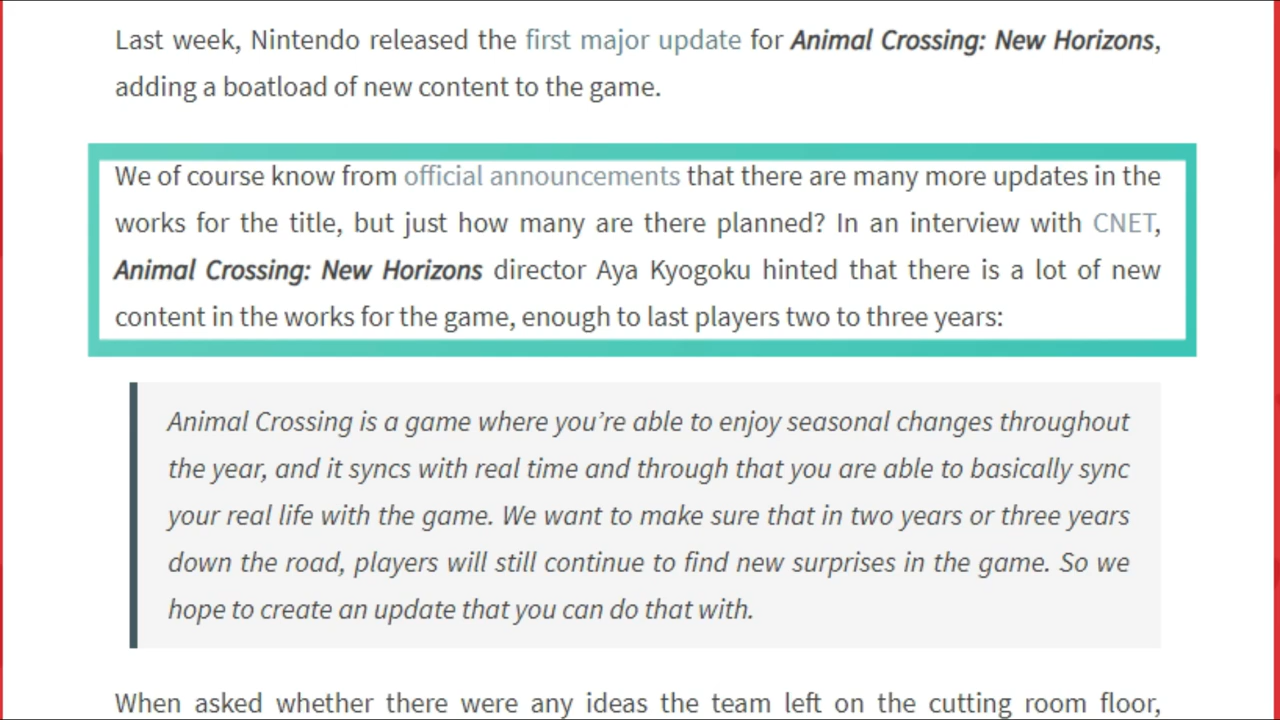 Last week, Nintendo released the first major update for Animal Crossing: New Horizons,
adding a boatload of new content to the game.
We of course know from official announcements that there are many more updates in the
works for the title, but just how many are there planned? In an interview with CNET,
Animal Crossing: New Horizons director Aya Kyogoku hinted that there is a lot of new
content in the works for the game, enough to last players two to three years:
Animal Crossing is a game where you’re able to enjoy seasonal changes throughout
the year, and it syncs with real time and through that you are able to basically sync
your real life with the game. We want to make sure that in two years or three years
down the road, players will still continue to find new surprises in the game. So we
hope to create an update that you can do that with.
When asked whether there were any ideas the team left on the cutting room floor,